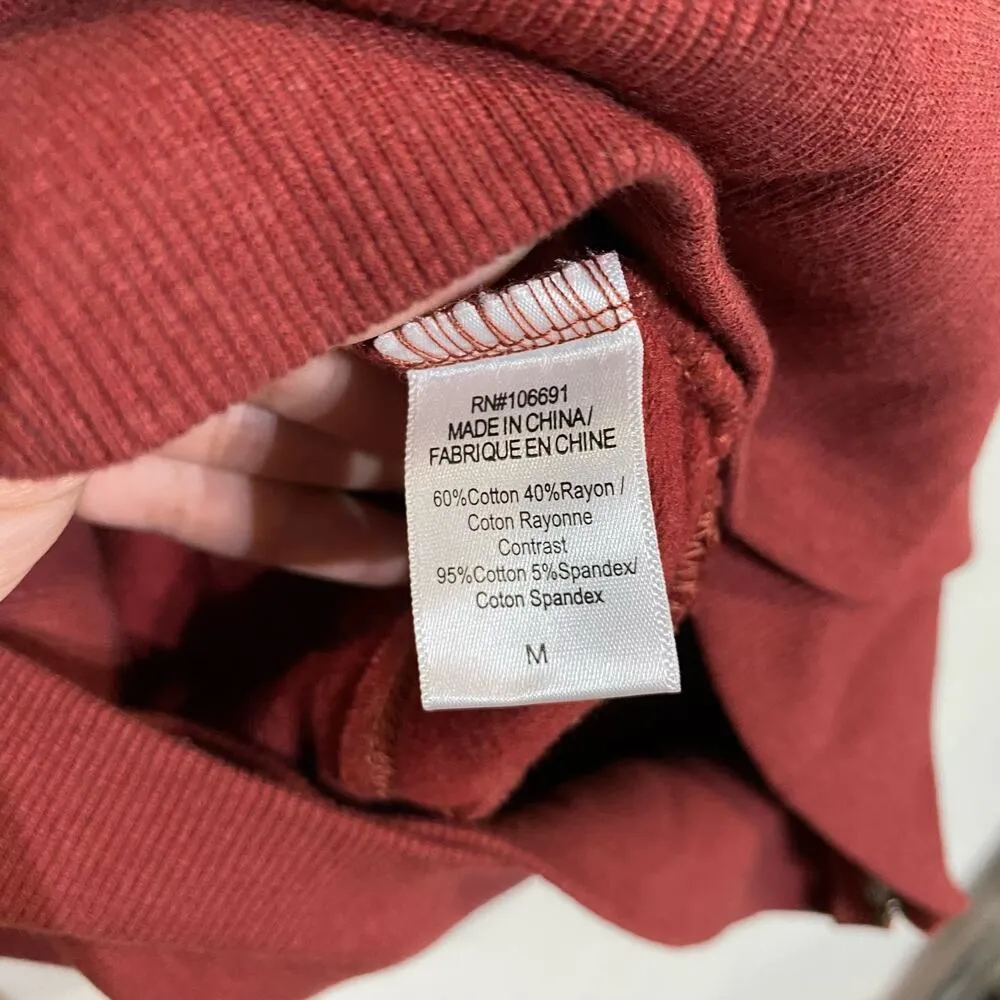 RN#106691
MADE IN CHINA/
FABRIQUE EN CHINE
60%Cotton 40%Rayon /
Coton Rayonne
Contrast
95%Cotton 5%Spandex/
Coton Spandex
M